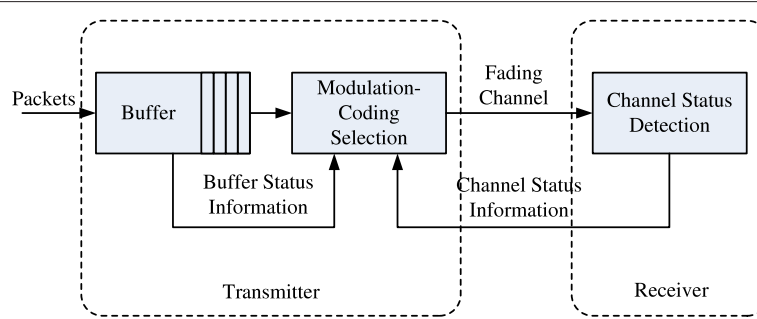 Packets
Buffer
Modulation-
Coding
Selection
Fading
Channel
Channel Status
Detection
Buffer Status
Information
Channel Status
Information
Transmitter
Receiver